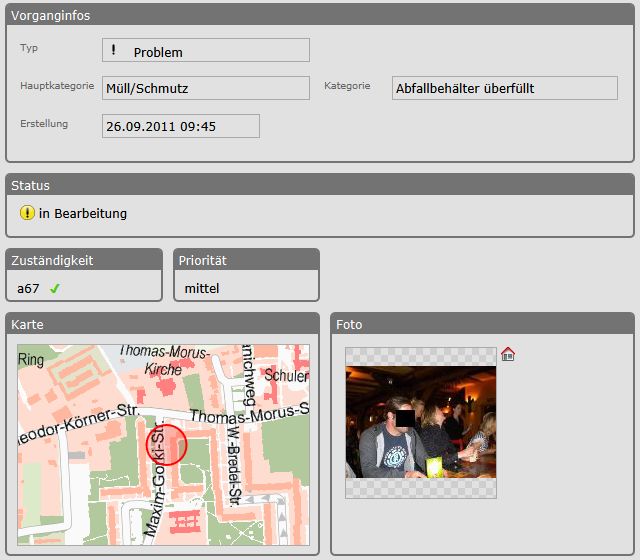 Vorganginfos
Typ
! Problem
Hauptkategorie Müll/Schmutz Kategorie Abfallbehälter überfüllt
Erstellung 26.09.2011 09:45
Status
! in Bearbeitung
Zuständigkeit Priorität
a67 mittel
Karte Foto
Ring
Thomas-Morus-
Kirche
anichweg
Schuler
eodor-Körner-Str.
Thomas-Morus-S
Maxim-Gorki-Str.
W.-Bredel-Str.